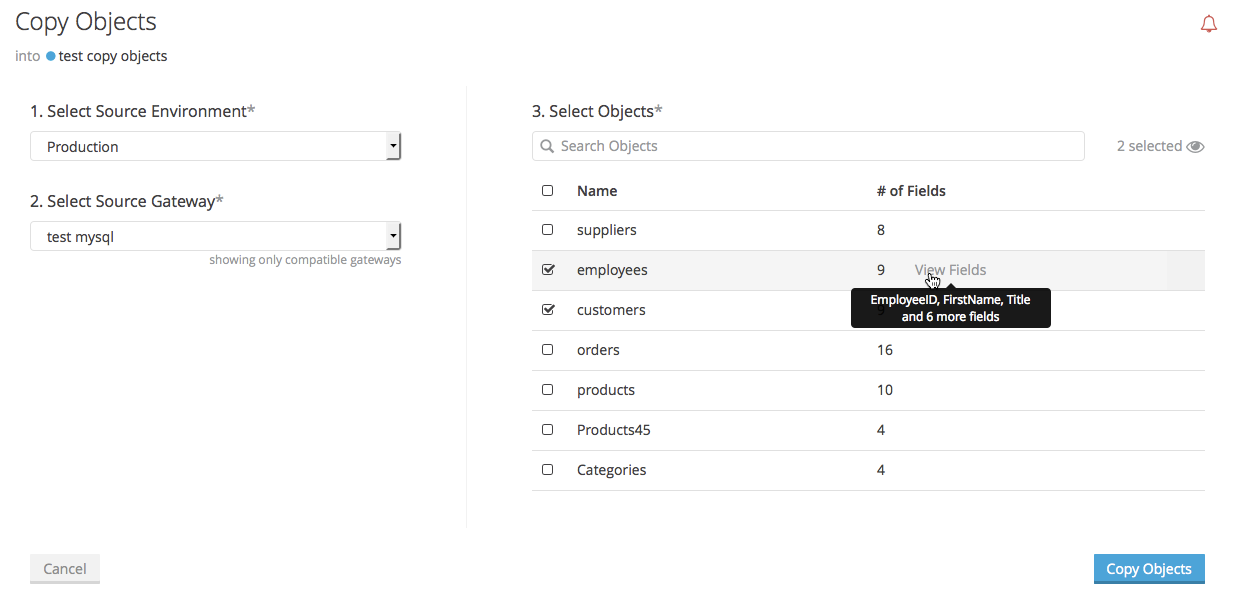 Copy Objects
into test copy objects
1. Select Source Environment*
Production
2. Select Source Gateway*
test mysql
showing only compatible gateways
3. Select Objects*
Search Objects
2 selected
Name # of Fields
suppliers 8
employees 9 View Fields
EmployeeID, FirstName, Title
and 6 more fields
customers 9
orders 16
products 10
Products45 4
Categories 4
Cancel
Copy Objects